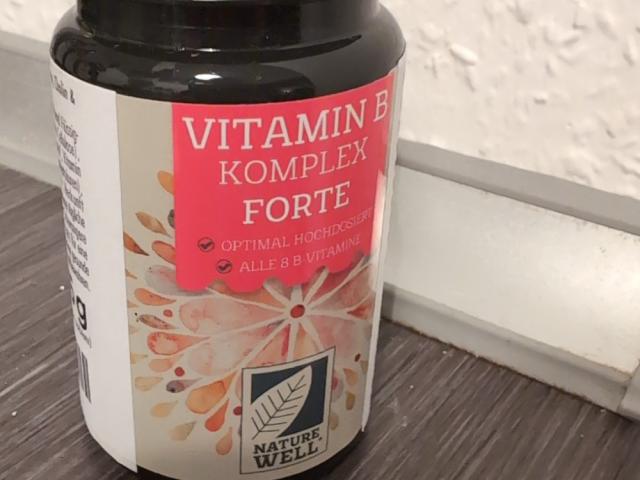 VITAMIN B
KOMPLEX
FORTE
OPTIMAL HOCHDOSIERT
ALLE 8 B-VITAMINE
NATURE
WELL
g